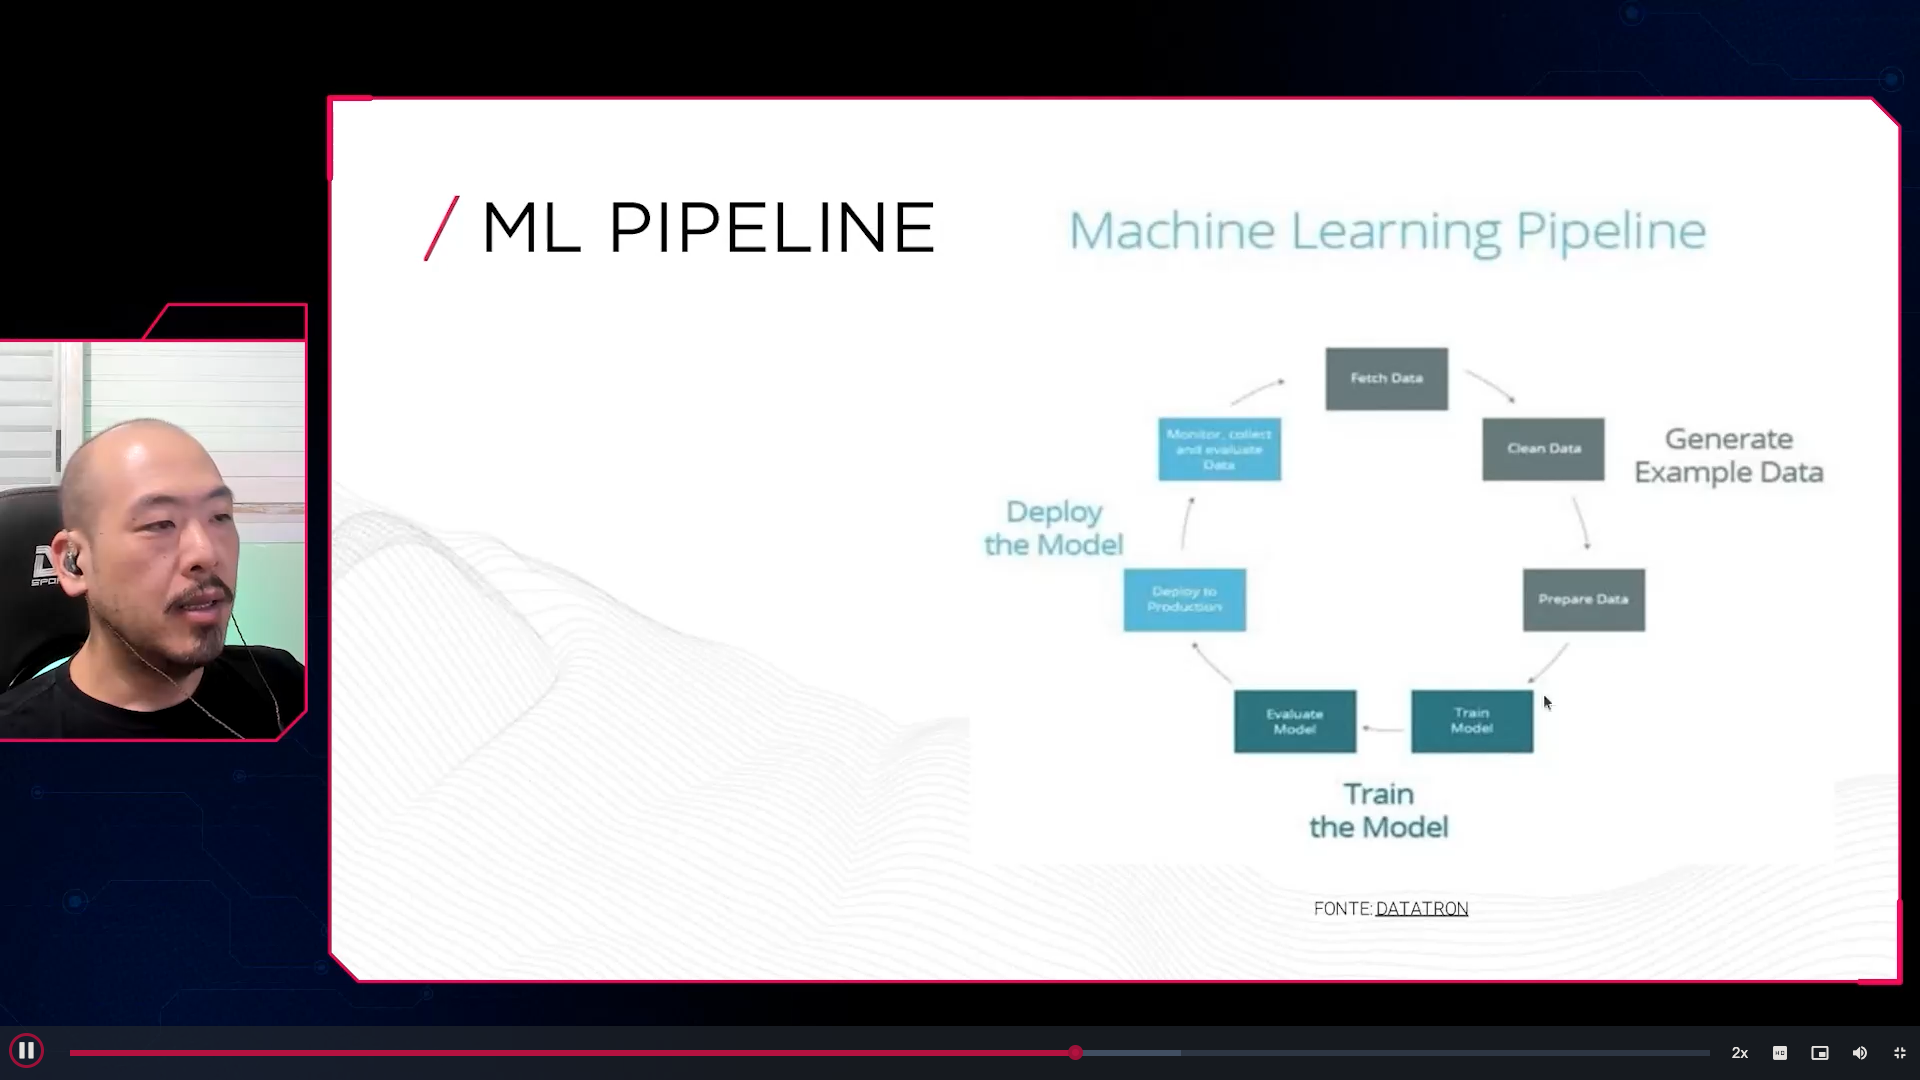 / ML PIPELINE
Machine Learning Pipeline
Fetch Data
Monitor, collect
and evaluate
Data
Clean Data
Generate
Example Data
Deploy
the Model
Deploy to
Production
Prepare Data
Evaluate
Model
Train
Model
Train
the Model
FONTE: DATATRON
2x
HD